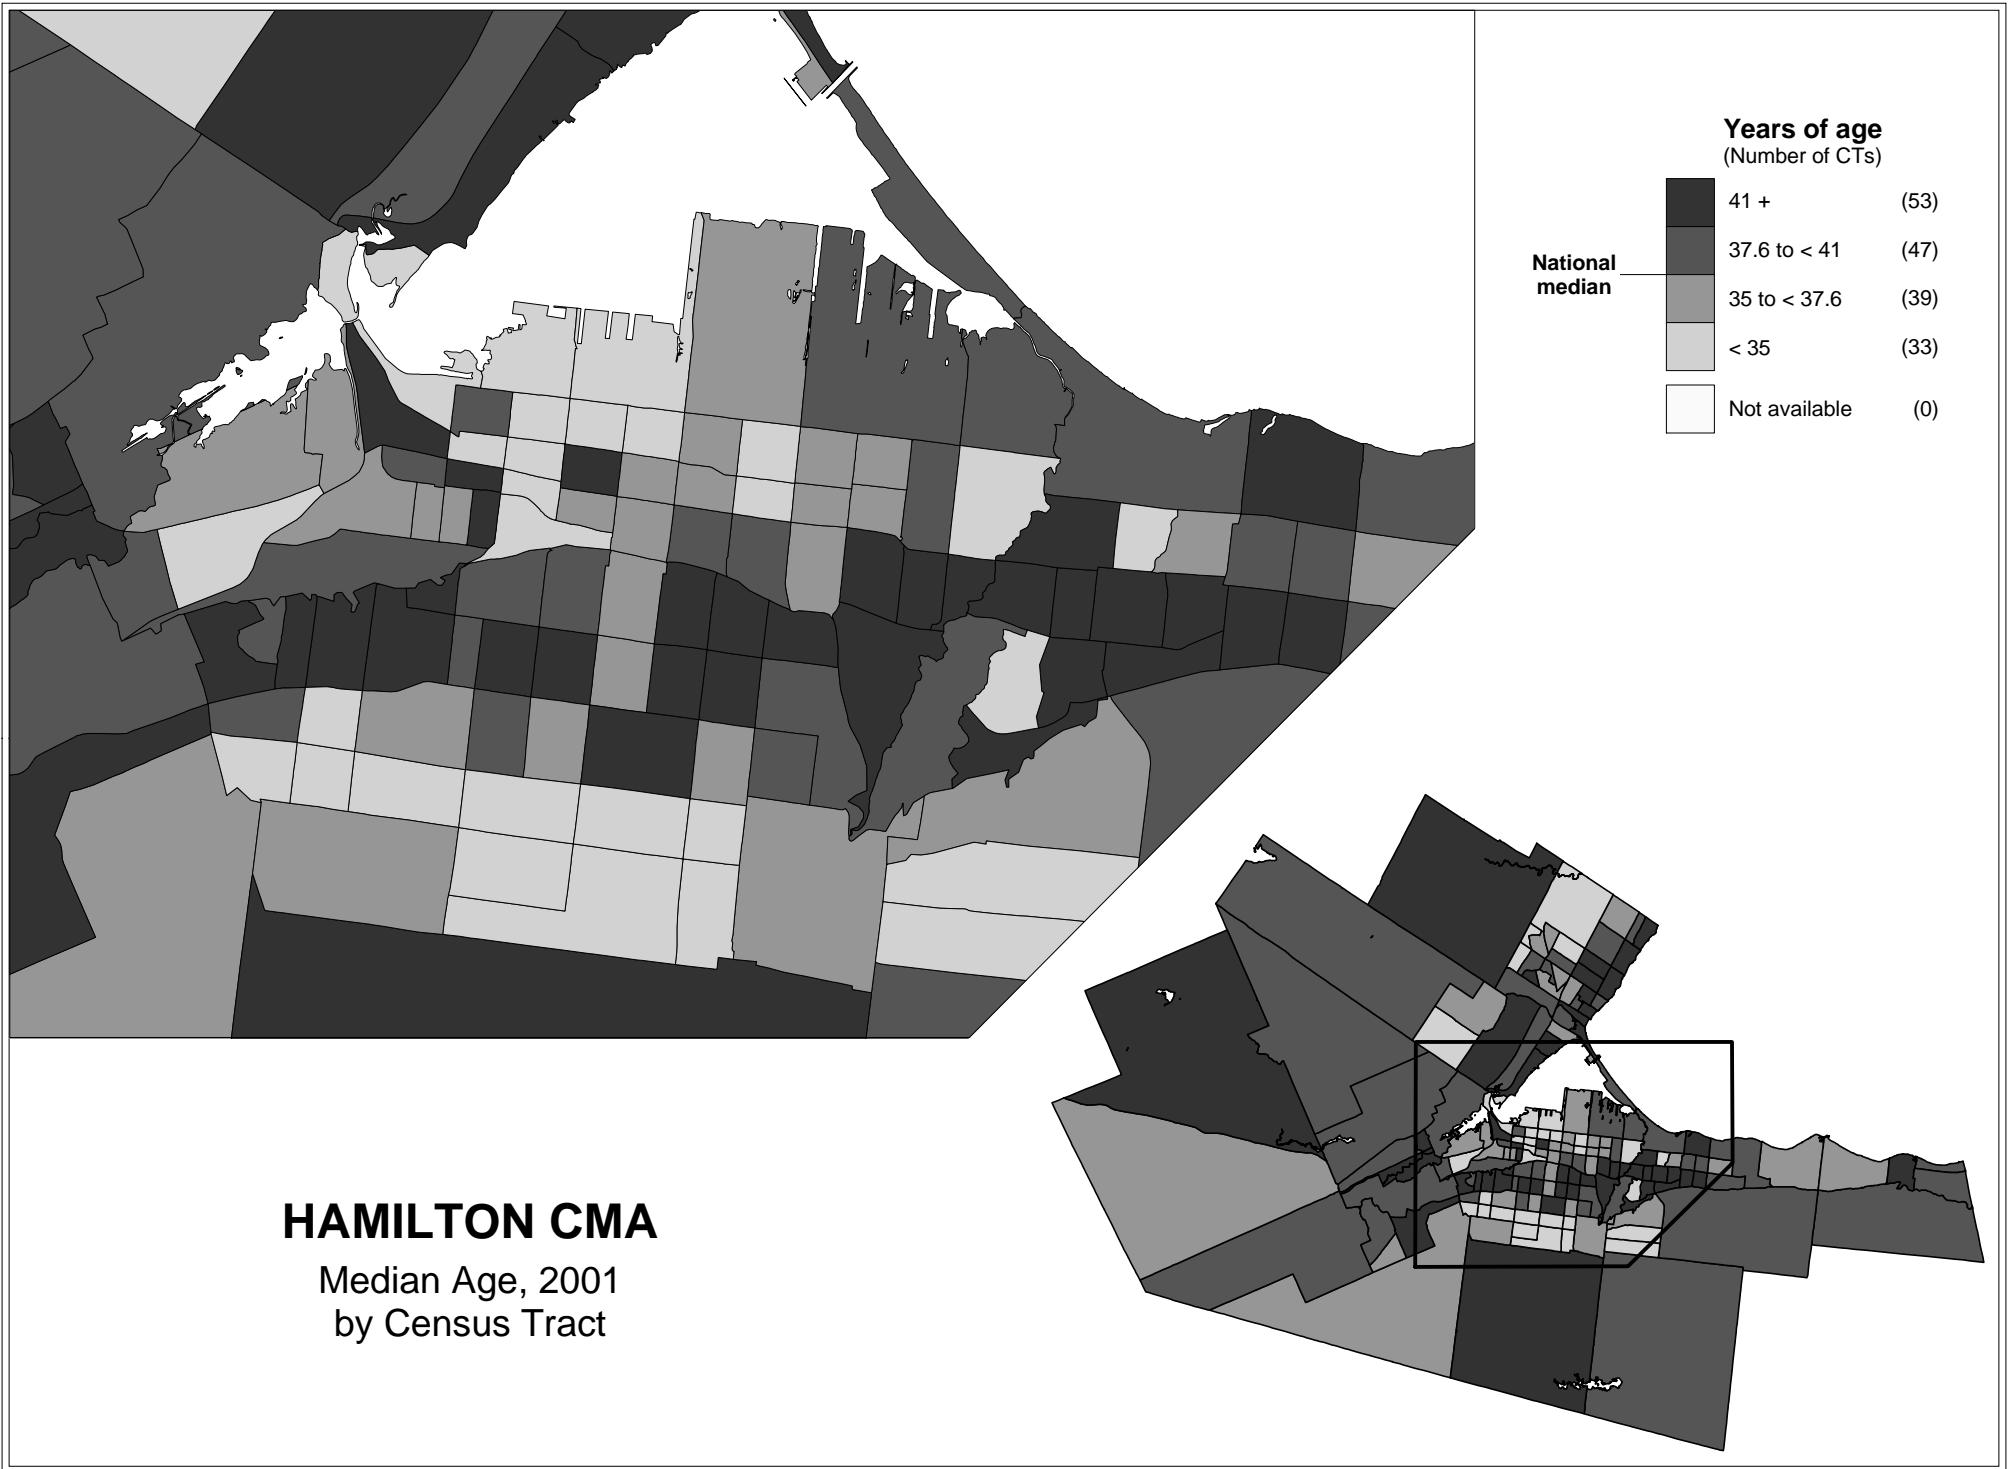 Years of age
(Number of CTs)
41 + (53)
37.6 to < 41 (47)
National
median
35 to < 37.6 (39)
< 35 (33)
Not available (0)
HAMILTON CMA
Median Age, 2001
by Census Tract